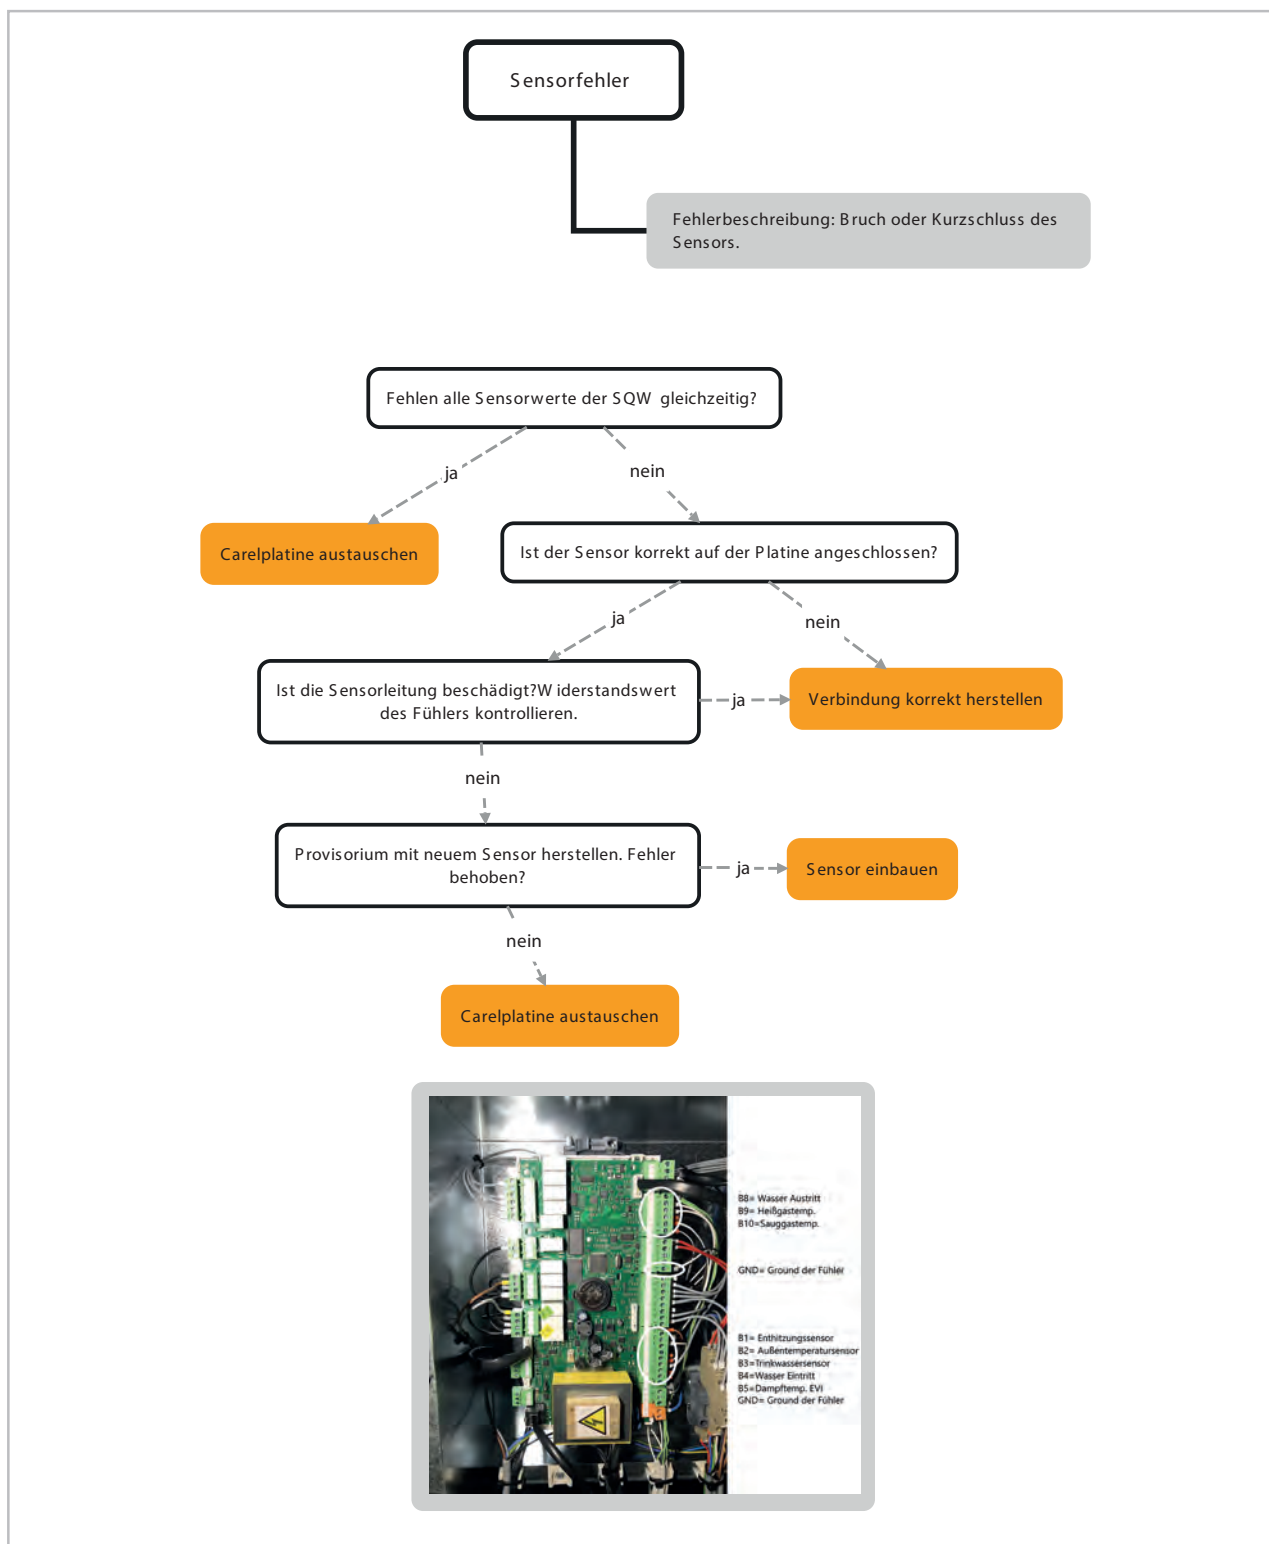 Sensorfehler
Fehlerbeschreibung: Bruch oder Kurzschluss des
Sensors.
Fehlen alle Sensorwerte der SQW gleichzeitig?
ja
nein
Carelplatine austauschen
Ist der Sensor korrekt auf der Platine angeschlossen?
ja
nein
Ist die Sensorleitung beschädigt?Widerstandswert
des Fühlers kontrollieren.
ja
Verbindung korrekt herstellen
nein
Provisorium mit neuem Sensor herstellen. Fehler
behoben?
ja
Sensor einbauen
nein
Carelplatine austauschen
B8= Wasser Austritt
B9= Heißgastemp.
B10=Sauggastemp.
GND= Ground der Fühler
B1= Enthitzungssensor
B2= Außentemperatursensor
B3=Trinkwassersensor
B4=Wasser Eintritt
B5=Dampftemp. EVI
GND= Ground der Fühler